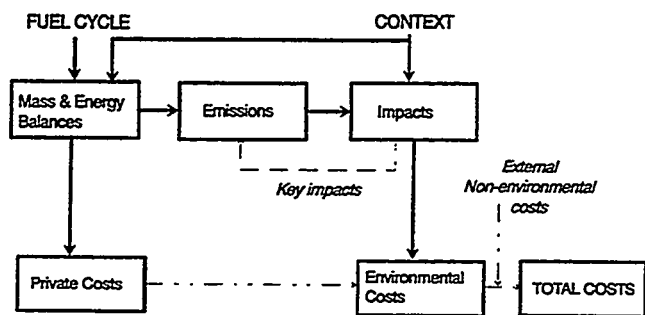 FUEL CYCLE
CONTEXT
Mass & Energy
Balances
Emissions
Impacts
Key impacts
External
Non-environmental
costs
Private Costs
Environmental
Costs
TOTAL COSTS